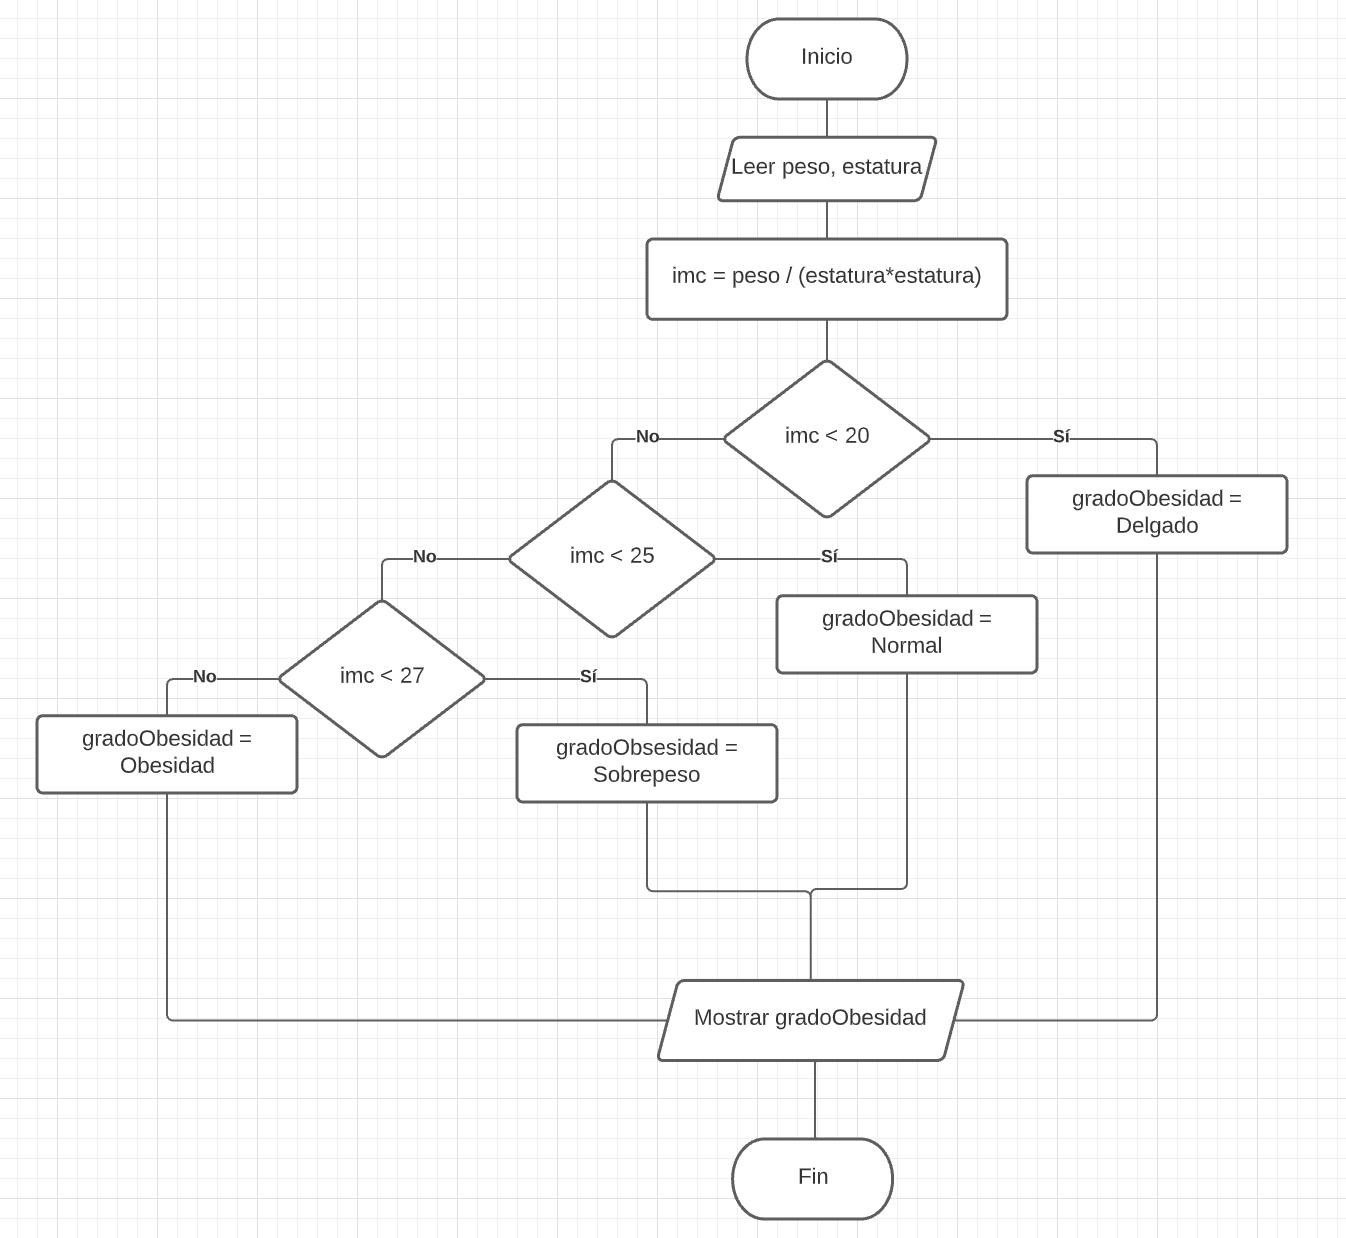 Inicio
Leer peso, estatura
imc = peso / (estatura*estatura)
imc < 20
No
Sí
gradoObesidad =
Delgado
imc < 25
No
Sí
gradoObesidad =
Normal
imc < 27
No
Sí
gradoObesidad =
Obesidad
gradoObsesidad =
Sobrepeso
Mostrar gradoObesidad
Fin